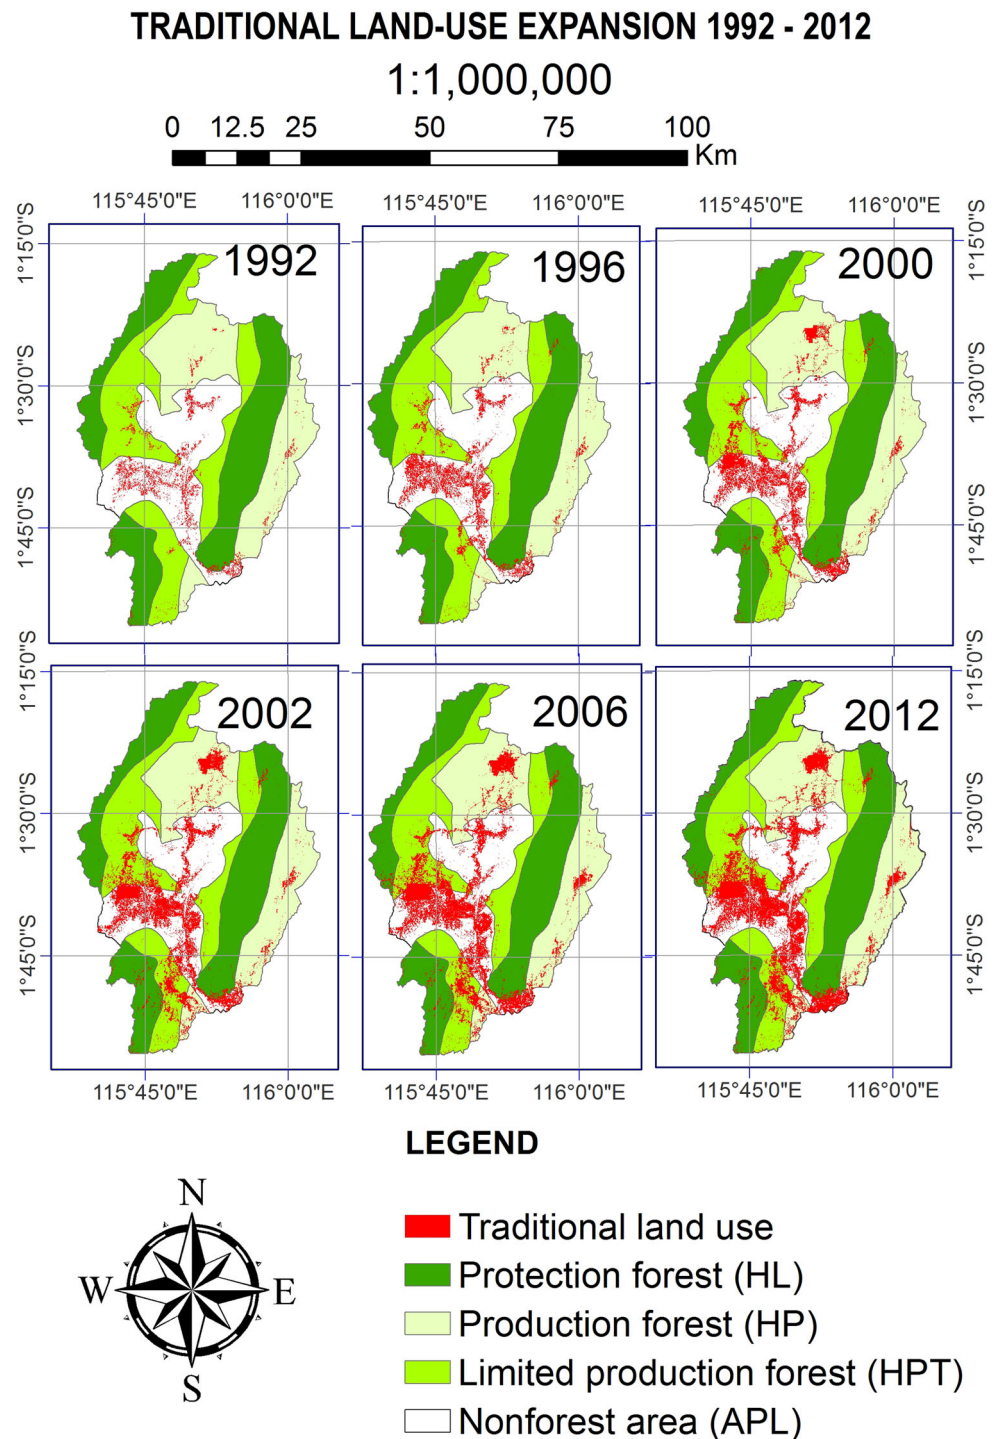 TRADITIONAL LAND-USE EXPANSION 1992 - 2012
1:1,000,000
0 12.5 25 50 75 100
Km
115°45'0"E 116°0'0"E 115°45'0"E 116°0'0"E 115°45'0"E 116°0'0"E
1°15'0"S 1992 1996 2000 1°15'0"S
1°30'0"S 1°30'0"S
1°45'0"S 1°45'0"S
1°15'0"S 2002 2006 2012 1°15'0"S
1°30'0"S 1°30'0"S
1°45'0"S 1°45'0"S
115°45'0"E 116°0'0"E 115°45'0"E 116°0'0"E 115°45'0"E 116°0'0"E
LEGEND
N
W E
S
Traditional land use
Protection forest (HL)
Production forest (HP)
Limited production forest (HPT)
Nonforest area (APL)